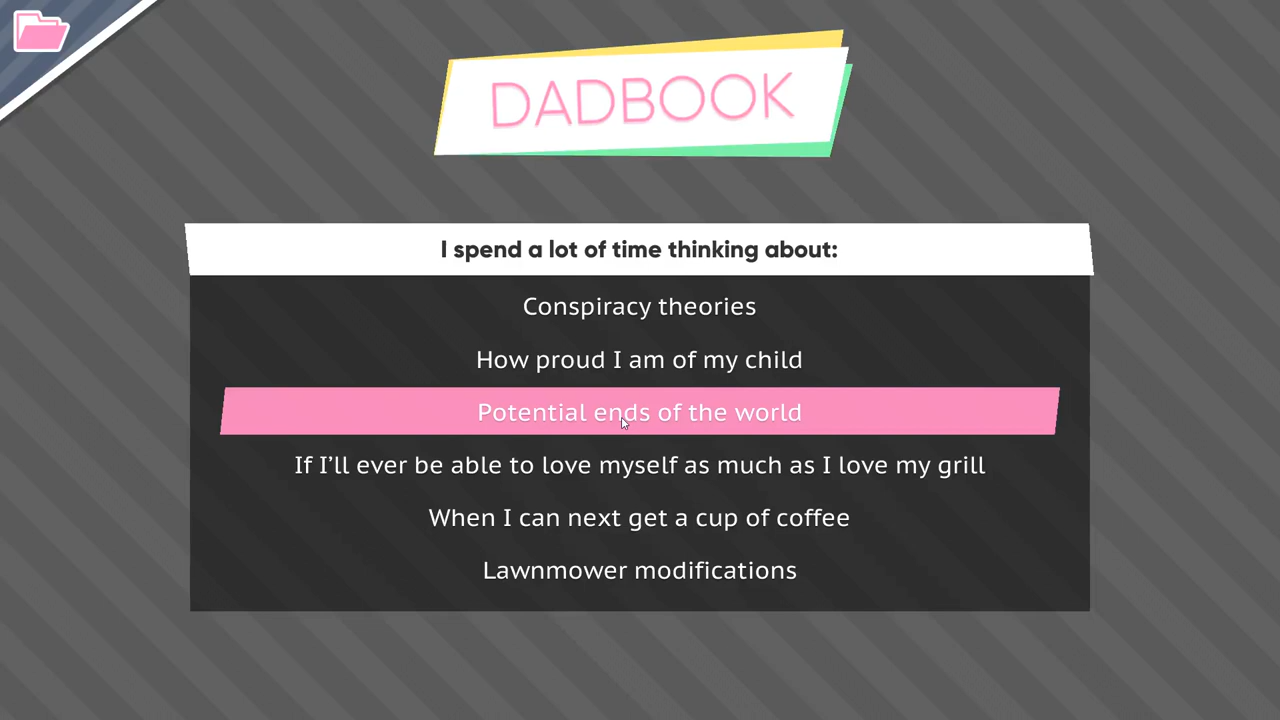 DADBOOK
I spend a lot of time thinking about:
Conspiracy theories
How proud I am of my child
Potential ends of the world
If I’ll ever be able to love myself as much as I love my grill
When I can next get a cup of coffee
Lawnmower modifications